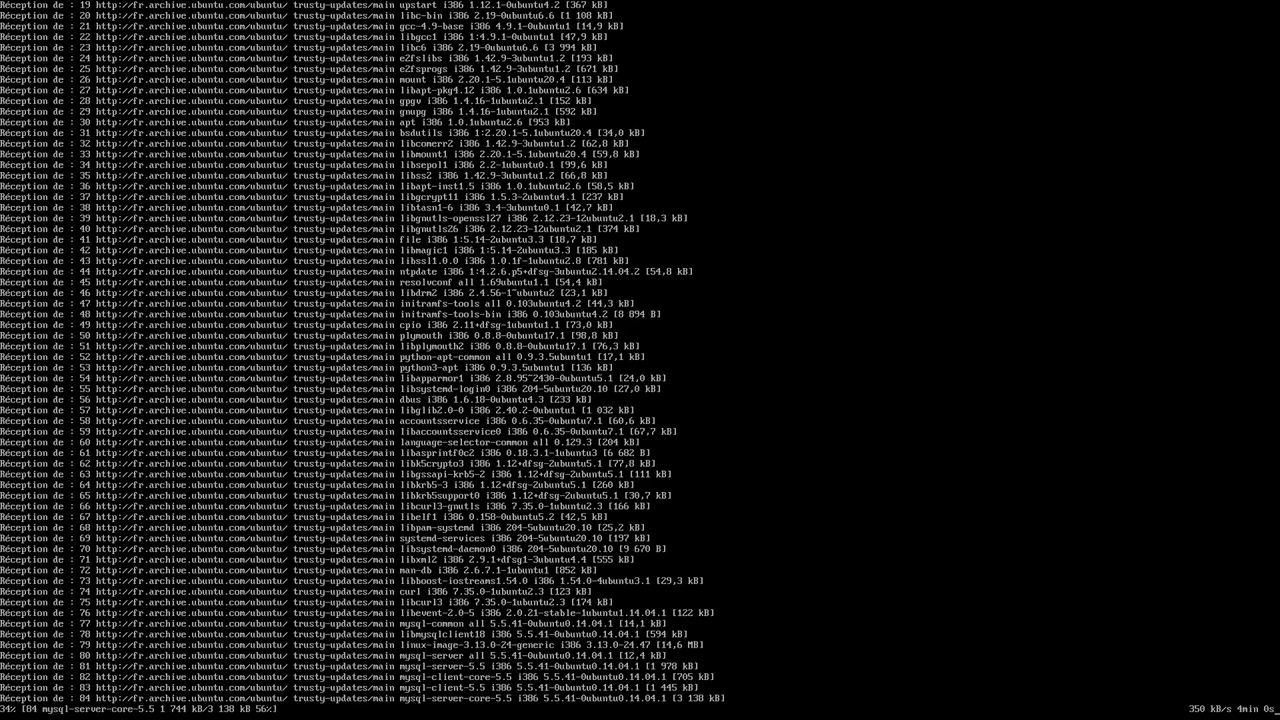 Réception de : 19 http://fr.archive.ubuntu.com/ubuntu/ trusty-updates/main upstart i386 1.12.1-0ubuntu4.2 [367 kB]
Réception de : 20 http://fr.archive.ubuntu.com/ubuntu/ trusty-updates/main libc-bin i386 2.19-0ubuntu6.6 [1 108 kB]
Réception de : 21 http://fr.archive.ubuntu.com/ubuntu/ trusty-updates/main gcc-4.9-base i386 4.9.1-0ubuntu1 [14,9 kB]
Réception de : 22 http://fr.archive.ubuntu.com/ubuntu/ trusty-updates/main libgcc1 i386 1:4.9.1-0ubuntu1 [47,9 kB]
Réception de : 23 http://fr.archive.ubuntu.com/ubuntu/ trusty-updates/main libc6 i386 2.19-0ubuntu6.6 [3 994 kB]
Réception de : 24 http://fr.archive.ubuntu.com/ubuntu/ trusty-updates/main e2fslibs i386 1.42.9-3ubuntu1.2 [193 kB]
Réception de : 25 http://fr.archive.ubuntu.com/ubuntu/ trusty-updates/main e2fsprogs i386 1.42.9-3ubuntu1.2 [671 kB]
Réception de : 26 http://fr.archive.ubuntu.com/ubuntu/ trusty-updates/main mount i386 2.20.1-5.1ubuntu20.4 [113 kB]
Réception de : 27 http://fr.archive.ubuntu.com/ubuntu/ trusty-updates/main libapt-pkg4.12 i386 1.0.1ubuntu2.6 [634 kB]
Réception de : 28 http://fr.archive.ubuntu.com/ubuntu/ trusty-updates/main gpgv i386 1.4.16-1ubuntu2.1 [152 kB]
Réception de : 29 http://fr.archive.ubuntu.com/ubuntu/ trusty-updates/main gnupg i386 1.4.16-1ubuntu2.1 [592 kB]
Réception de : 30 http://fr.archive.ubuntu.com/ubuntu/ trusty-updates/main apt i386 1.0.1ubuntu2.6 [953 kB]
Réception de : 31 http://fr.archive.ubuntu.com/ubuntu/ trusty-updates/main bsdutils i386 1:2.20.1-5.1ubuntu20.4 [34,0 kB]
Réception de : 32 http://fr.archive.ubuntu.com/ubuntu/ trusty-updates/main libcomerr2 i386 1.42.9-3ubuntu1.2 [62,8 kB]
Réception de : 33 http://fr.archive.ubuntu.com/ubuntu/ trusty-updates/main libmount1 i386 2.20.1-5.1ubuntu20.4 [59,8 kB]
Réception de : 34 http://fr.archive.ubuntu.com/ubuntu/ trusty-updates/main libsepol1 i386 2.2-1ubuntu0.1 [99,6 kB]
Réception de : 35 http://fr.archive.ubuntu.com/ubuntu/ trusty-updates/main libss2 i386 1.42.9-3ubuntu1.2 [66,8 kB]
Réception de : 36 http://fr.archive.ubuntu.com/ubuntu/ trusty-updates/main libapt-inst1.5 i386 1.0.1ubuntu2.6 [58,5 kB]
Réception de : 37 http://fr.archive.ubuntu.com/ubuntu/ trusty-updates/main libgcrypt11 i386 1.5.3-2ubuntu4.1 [237 kB]
Réception de : 38 http://fr.archive.ubuntu.com/ubuntu/ trusty-updates/main libtasn1-6 i386 3.4-3ubuntu0.1 [42,7 kB]
Réception de : 39 http://fr.archive.ubuntu.com/ubuntu/ trusty-updates/main libgnutls-openssl27 i386 2.12.23-12ubuntu2.1 [18,3 kB]
Réception de : 40 http://fr.archive.ubuntu.com/ubuntu/ trusty-updates/main libgnutls26 i386 2.12.23-12ubuntu2.1 [374 kB]
Réception de : 41 http://fr.archive.ubuntu.com/ubuntu/ trusty-updates/main file i386 1:5.14-2ubuntu3.3 [18,7 kB]
Réception de : 42 http://fr.archive.ubuntu.com/ubuntu/ trusty-updates/main libmagic1 i386 1:5.14-2ubuntu3.3 [185 kB]
Réception de : 43 http://fr.archive.ubuntu.com/ubuntu/ trusty-updates/main libssl1.0.0 i386 1.0.1f-1ubuntu2.8 [781 kB]
Réception de : 44 http://fr.archive.ubuntu.com/ubuntu/ trusty-updates/main ntpdate i386 1:4.2.6.p5+dfsg-3ubuntu2.14.04.2 [54,8 kB]
Réception de : 45 http://fr.archive.ubuntu.com/ubuntu/ trusty-updates/main resolvconf all 1.69ubuntu1.1 [54,4 kB]
Réception de : 46 http://fr.archive.ubuntu.com/ubuntu/ trusty-updates/main libdrm2 i386 2.4.56-1~ubuntu2 [23,1 kB]
Réception de : 47 http://fr.archive.ubuntu.com/ubuntu/ trusty-updates/main initramfs-tools all 0.103ubuntu4.2 [44,3 kB]
Réception de : 48 http://fr.archive.ubuntu.com/ubuntu/ trusty-updates/main initramfs-tools-bin i386 0.103ubuntu4.2 [8 894 B]
Réception de : 49 http://fr.archive.ubuntu.com/ubuntu/ trusty-updates/main cpio i386 2.11+dfsg-1ubuntu1.1 [73,0 kB]
Réception de : 50 http://fr.archive.ubuntu.com/ubuntu/ trusty-updates/main plymouth i386 0.8.8-0ubuntu17.1 [98,8 kB]
Réception de : 51 http://fr.archive.ubuntu.com/ubuntu/ trusty-updates/main libplymouth2 i386 0.8.8-0ubuntu17.1 [76,3 kB]
Réception de : 52 http://fr.archive.ubuntu.com/ubuntu/ trusty-updates/main python-apt-common all 0.9.3.5ubuntu1 [17,1 kB]
Réception de : 53 http://fr.archive.ubuntu.com/ubuntu/ trusty-updates/main python3-apt i386 0.9.3.5ubuntu1 [136 kB]
Réception de : 54 http://fr.archive.ubuntu.com/ubuntu/ trusty-updates/main libapparmor1 i386 2.8.95~2430-0ubuntu5.1 [24,0 kB]
Réception de : 55 http://fr.archive.ubuntu.com/ubuntu/ trusty-updates/main libsystemd-login0 i386 204-5ubuntu20.10 [27,0 kB]
Réception de : 56 http://fr.archive.ubuntu.com/ubuntu/ trusty-updates/main dbus i386 1.6.18-0ubuntu4.3 [233 kB]
Réception de : 57 http://fr.archive.ubuntu.com/ubuntu/ trusty-updates/main libglib2.0-0 i386 2.40.2-0ubuntu1 [1 032 kB]
Réception de : 58 http://fr.archive.ubuntu.com/ubuntu/ trusty-updates/main accountsservice i386 0.6.35-0ubuntu7.1 [60,6 kB]
Réception de : 59 http://fr.archive.ubuntu.com/ubuntu/ trusty-updates/main libaccountsservice0 i386 0.6.35-0ubuntu7.1 [67,7 kB]
Réception de : 60 http://fr.archive.ubuntu.com/ubuntu/ trusty-updates/main language-selector-common all 0.129.3 [204 kB]
Réception de : 61 http://fr.archive.ubuntu.com/ubuntu/ trusty-updates/main libasprintf0c2 i386 0.18.3.1-1ubuntu3 [6 682 B]
Réception de : 62 http://fr.archive.ubuntu.com/ubuntu/ trusty-updates/main libk5crypto3 i386 1.12+dfsg-2ubuntu5.1 [77,8 kB]
Réception de : 63 http://fr.archive.ubuntu.com/ubuntu/ trusty-updates/main libgssapi-krb5-2 i386 1.12+dfsg-2ubuntu5.1 [111 kB]
Réception de : 64 http://fr.archive.ubuntu.com/ubuntu/ trusty-updates/main libkrb5-3 i386 1.12+dfsg-2ubuntu5.1 [260 kB]
Réception de : 65 http://fr.archive.ubuntu.com/ubuntu/ trusty-updates/main libkrb5support0 i386 1.12+dfsg-2ubuntu5.1 [30,7 kB]
Réception de : 66 http://fr.archive.ubuntu.com/ubuntu/ trusty-updates/main libcurl3-gnutls i386 7.35.0-1ubuntu2.3 [166 kB]
Réception de : 67 http://fr.archive.ubuntu.com/ubuntu/ trusty-updates/main libelf1 i386 0.158-0ubuntu5.2 [42,5 kB]
Réception de : 68 http://fr.archive.ubuntu.com/ubuntu/ trusty-updates/main libpam-systemd i386 204-5ubuntu20.10 [25,2 kB]
Réception de : 69 http://fr.archive.ubuntu.com/ubuntu/ trusty-updates/main systemd-services i386 204-5ubuntu20.10 [197 kB]
Réception de : 70 http://fr.archive.ubuntu.com/ubuntu/ trusty-updates/main libsystemd-daemon0 i386 204-5ubuntu20.10 [9 670 B]
Réception de : 71 http://fr.archive.ubuntu.com/ubuntu/ trusty-updates/main libxml2 i386 2.9.1+dfsg1-3ubuntu4.4 [555 kB]
Réception de : 72 http://fr.archive.ubuntu.com/ubuntu/ trusty-updates/main man-db i386 2.6.7.1-1ubuntu1 [852 kB]
Réception de : 73 http://fr.archive.ubuntu.com/ubuntu/ trusty-updates/main libboost-iostreams1.54.0 i386 1.54.0-4ubuntu3.1 [29,3 kB]
Réception de : 74 http://fr.archive.ubuntu.com/ubuntu/ trusty-updates/main curl i386 7.35.0-1ubuntu2.3 [123 kB]
Réception de : 75 http://fr.archive.ubuntu.com/ubuntu/ trusty-updates/main libcurl3 i386 7.35.0-1ubuntu2.3 [174 kB]
Réception de : 76 http://fr.archive.ubuntu.com/ubuntu/ trusty-updates/main libevent-2.0-5 i386 2.0.21-stable-1ubuntu1.14.04.1 [122 kB]
Réception de : 77 http://fr.archive.ubuntu.com/ubuntu/ trusty-updates/main mysql-common all 5.5.41-0ubuntu0.14.04.1 [14,1 kB]
Réception de : 78 http://fr.archive.ubuntu.com/ubuntu/ trusty-updates/main libmysqlclient18 i386 5.5.41-0ubuntu0.14.04.1 [594 kB]
Réception de : 79 http://fr.archive.ubuntu.com/ubuntu/ trusty-updates/main linux-image-3.13.0-24-generic i386 3.13.0-24.47 [14,6 MB]
Réception de : 80 http://fr.archive.ubuntu.com/ubuntu/ trusty-updates/main mysql-server all 5.5.41-0ubuntu0.14.04.1 [12,4 kB]
Réception de : 81 http://fr.archive.ubuntu.com/ubuntu/ trusty-updates/main mysql-server-5.5 i386 5.5.41-0ubuntu0.14.04.1 [1 978 kB]
Réception de : 82 http://fr.archive.ubuntu.com/ubuntu/ trusty-updates/main mysql-client-core-5.5 i386 5.5.41-0ubuntu0.14.04.1 [705 kB]
Réception de : 83 http://fr.archive.ubuntu.com/ubuntu/ trusty-updates/main mysql-client-5.5 i386 5.5.41-0ubuntu0.14.04.1 [1 445 kB]
Réception de : 84 http://fr.archive.ubuntu.com/ubuntu/ trusty-updates/main mysql-server-core-5.5 i386 5.5.41-0ubuntu0.14.04.1 [3 138 kB]
34% [84 mysql-server-core-5.5 1 744 kB/3 138 kB 56%] 350 kB/s 4min 0s